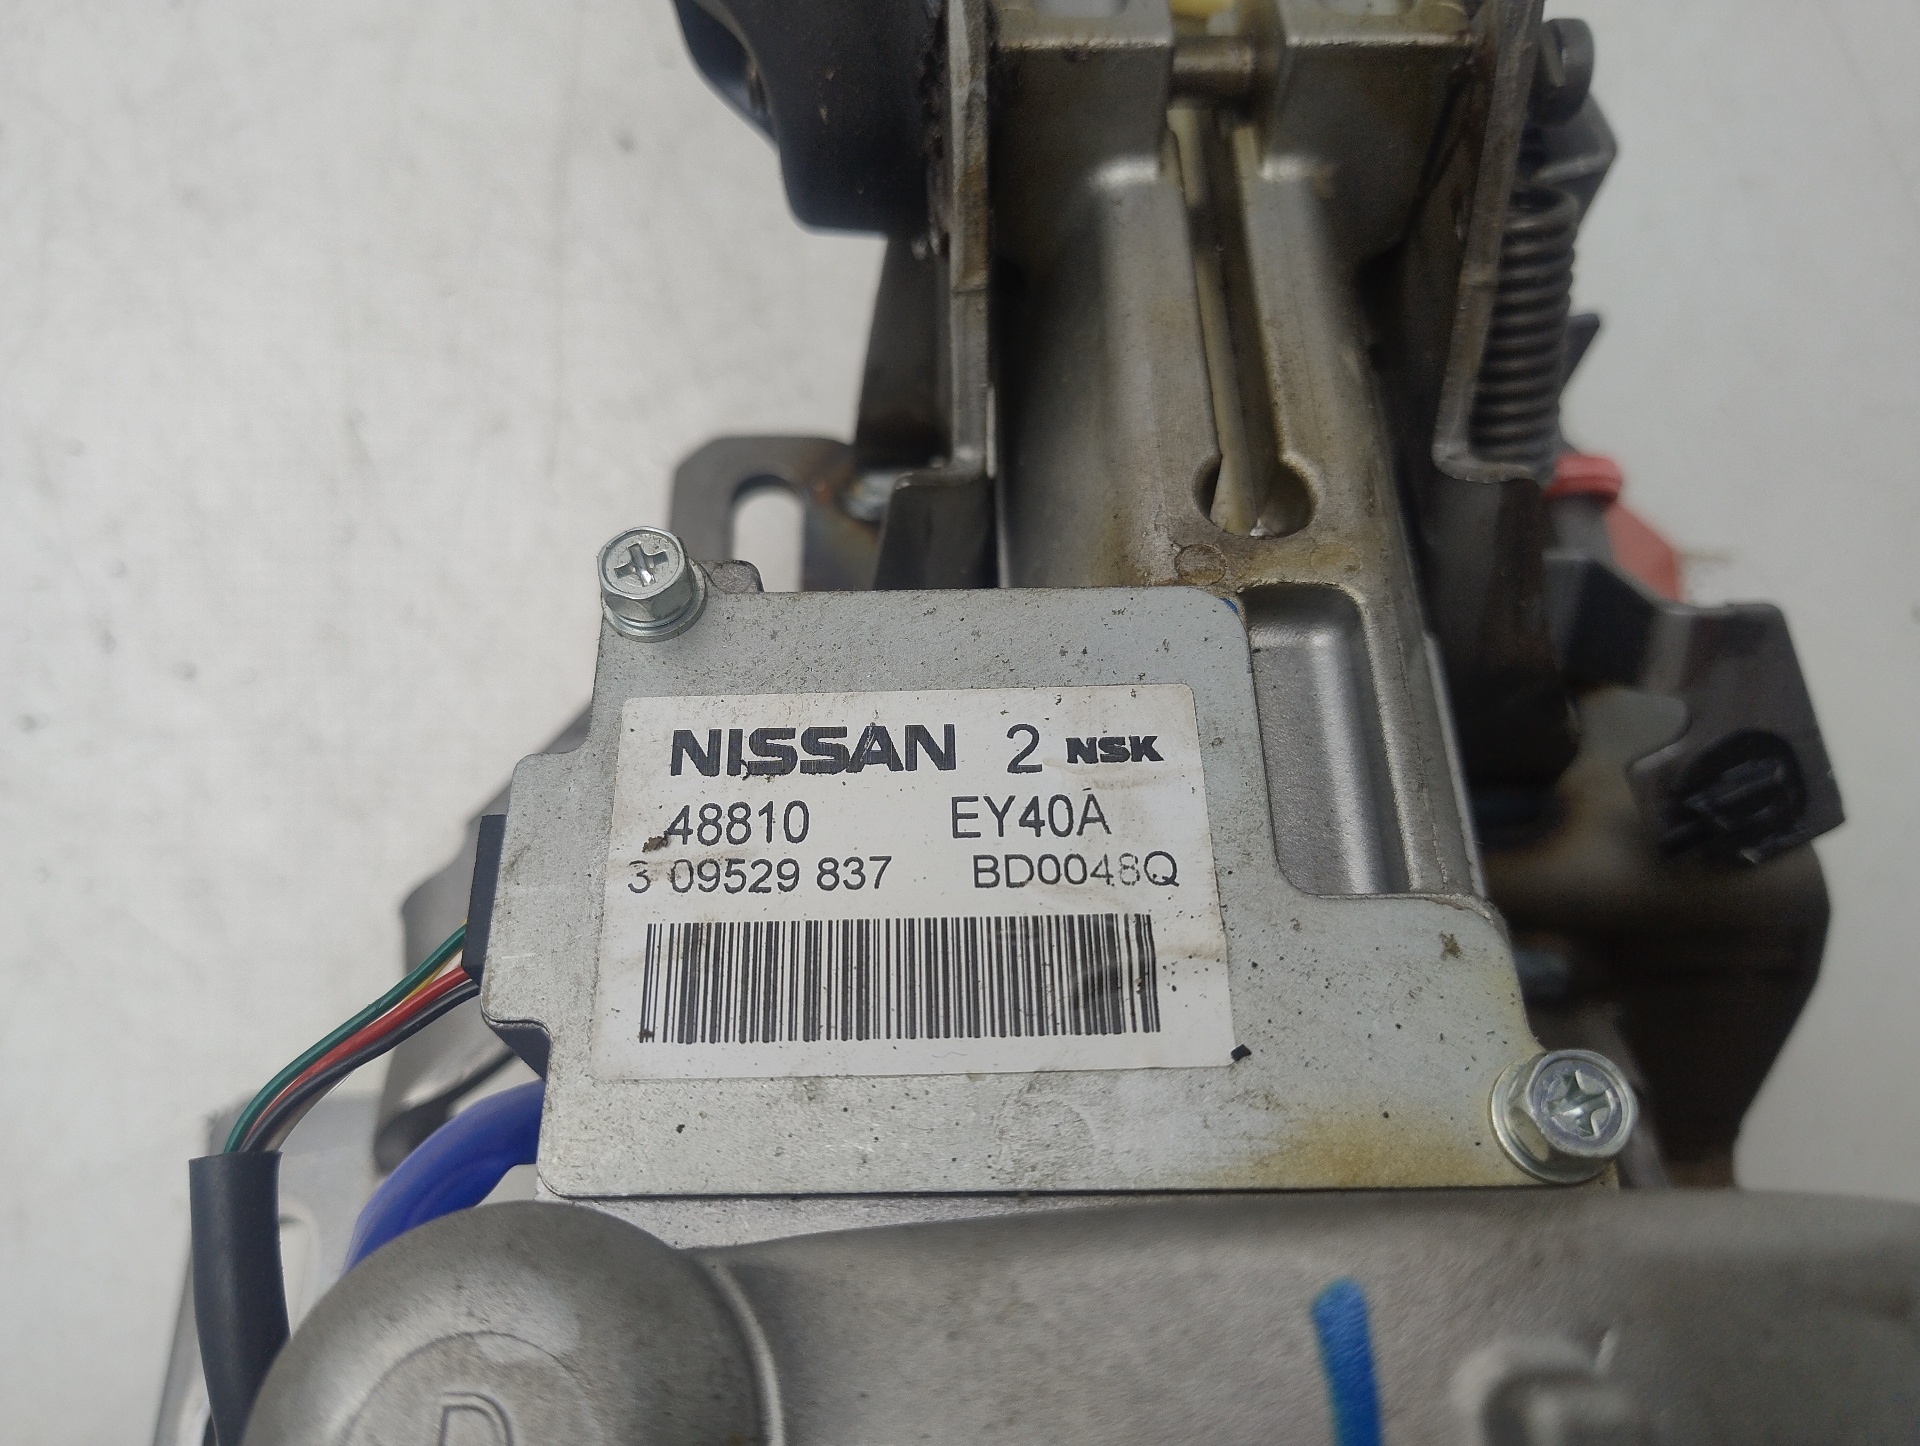 NISSAN 2 NSK
48810 EY40A
3 09529 837 BD0048Q